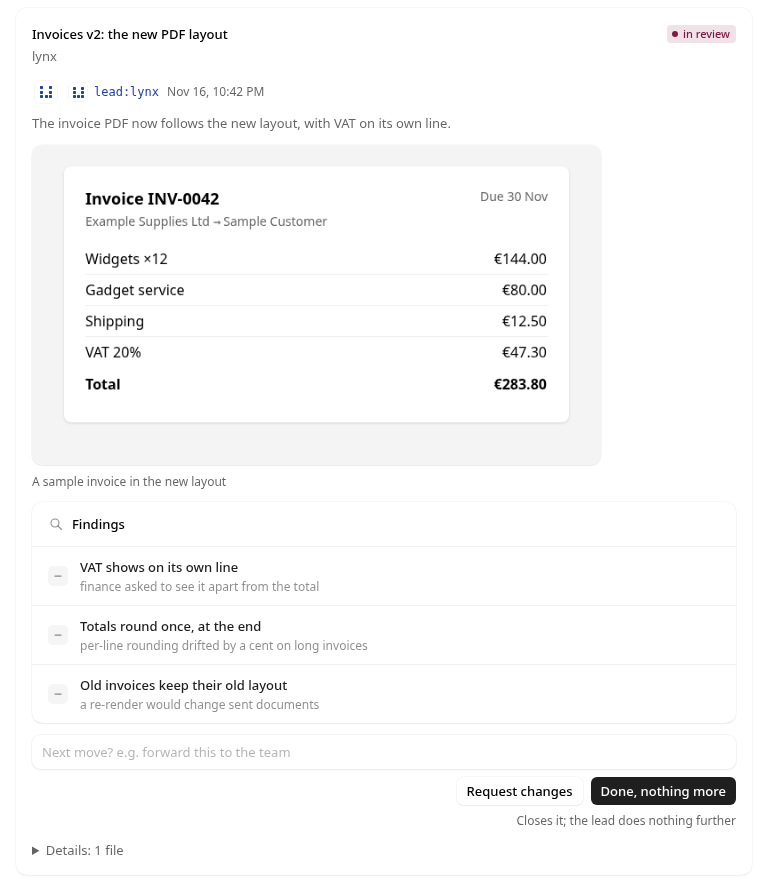 Invoices v2: the new PDF layout
in review
lynx
lead:lynx Nov 16, 10:42 PM
The invoice PDF now follows the new layout, with VAT on its own line.
Invoice INV-0042
Due 30 Nov
Example Supplies Ltd → Sample Customer
Widgets ×12 €144.00
Gadget service €80.00
Shipping €12.50
VAT 20% €47.30
Total €283.80
A sample invoice in the new layout
Findings
VAT shows on its own line
finance asked to see it apart from the total
Totals round once, at the end
per-line rounding drifted by a cent on long invoices
Old invoices keep their old layout
a re-render would change sent documents
Next move? e.g. forward this to the team
Request changes
Done, nothing more
Closes it; the lead does nothing further
Details: 1 file